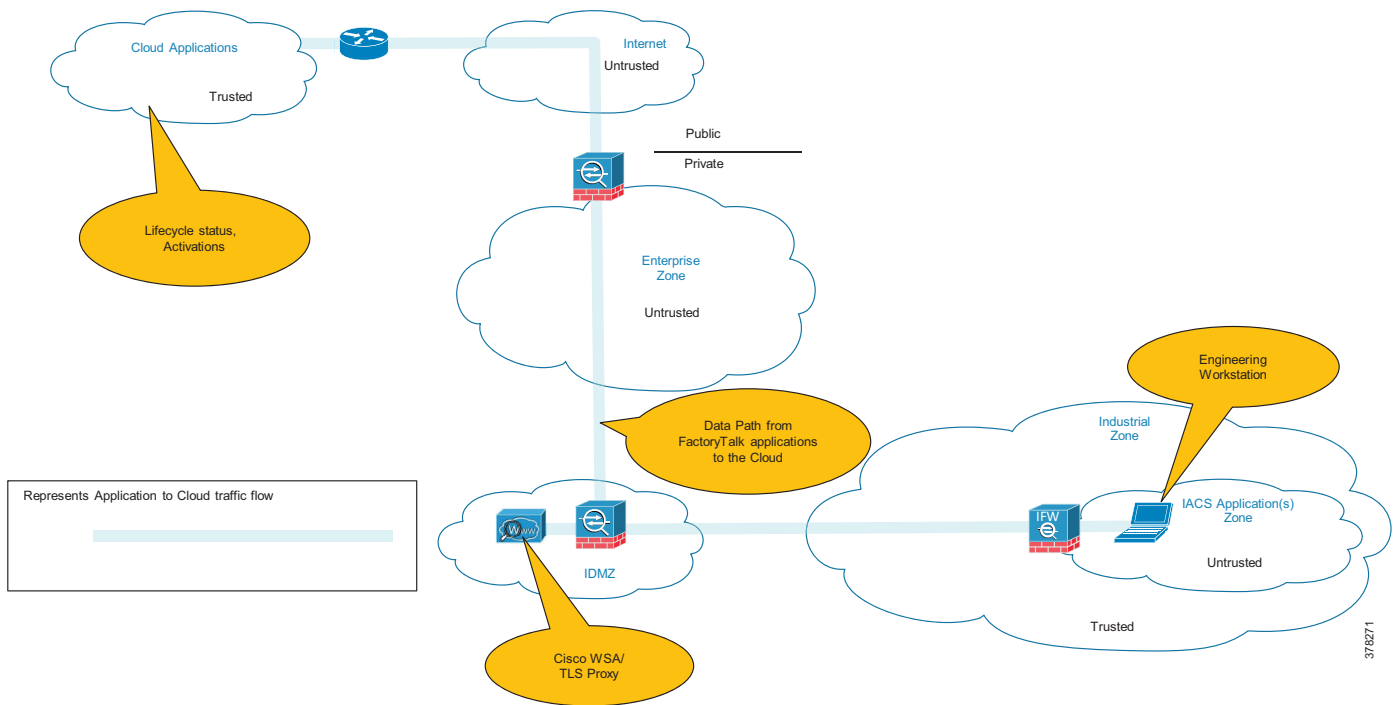 Cloud Applications
Trusted
Internet
Untrusted
Public
Private
Lifecycle status,
Activations
Enterprise
Zone
Untrusted
Engineering
Workstation
Data Path from
FactoryTalk applications
to the Cloud
Industrial
Zone
Represents Application to Cloud traffic flow
WWW
IDMZ
IFW
IACS Application(s)
Zone
Untrusted
Trusted
Cisco WSA/
TLS Proxy
378271